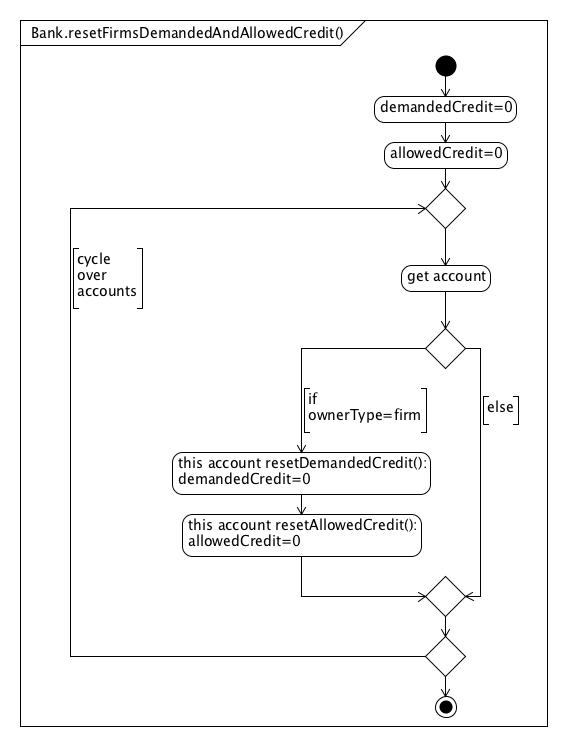 Bank.resetFirmsDemandedAndAllowedCredit()
demandedCredit=0
allowedCredit=0
cycle
over
accounts
get account
if
ownerType=firm
else
this account resetDemandedCredit():
demandedCredit=0
this account resetAllowedCredit():
allowedCredit=0